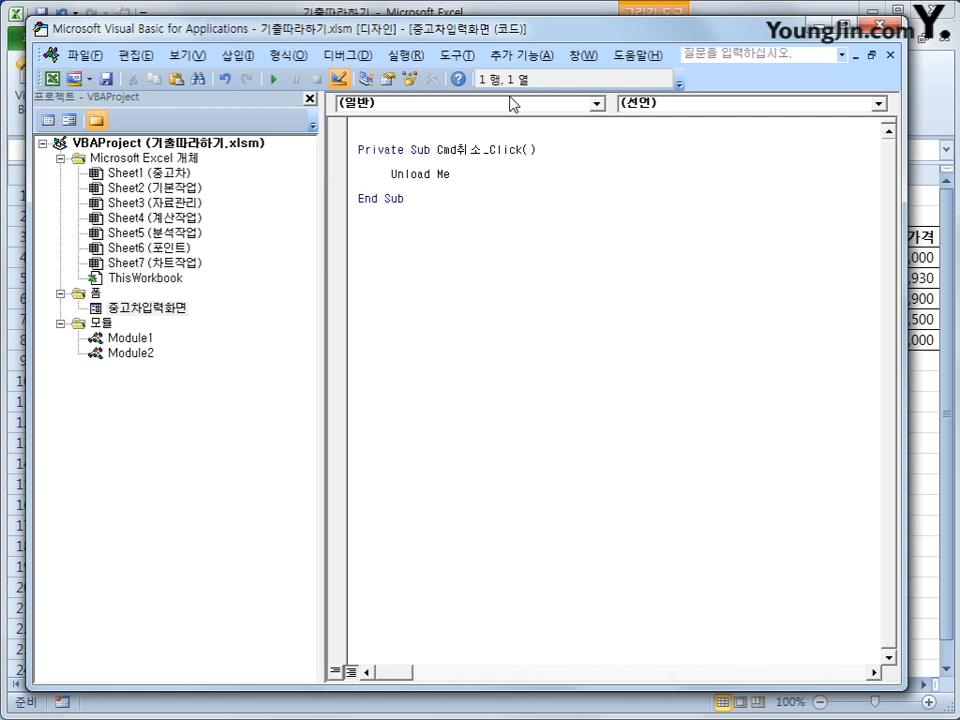 기출따라하기 - Microsoft Excel
Microsoft Visual Basic for Applications - 기출따라하기.xlsm [디자인] - [중고차입력화면 (코드)]
YoungJin.com Y.
파일(F) 편집(E) 보기(V) 삽입(I) 형식(O) 디버그(D) 실행(R) 도구(T) 추가 기능(A) 창(W) 도움말(H) 질문을 입력하십시오.
1 행, 1 열
프로젝트 - VBAProject
(일반) (선언)
VBAProject (기출따라하기.xlsm)
Microsoft Excel 개체
Sheet1 (중고차)
Sheet2 (기본작업)
Sheet3 (자료관리)
Sheet4 (계산작업)
Sheet5 (분석작업)
Sheet6 (포인트)
Sheet7 (차트작업)
ThisWorkbook
폼
중고차입력화면
모듈
Module1
Module2
Private Sub Cmd취소_Click()
Unload Me
End Sub
가격
,000
,930
,900
,500
,000
준비
100%